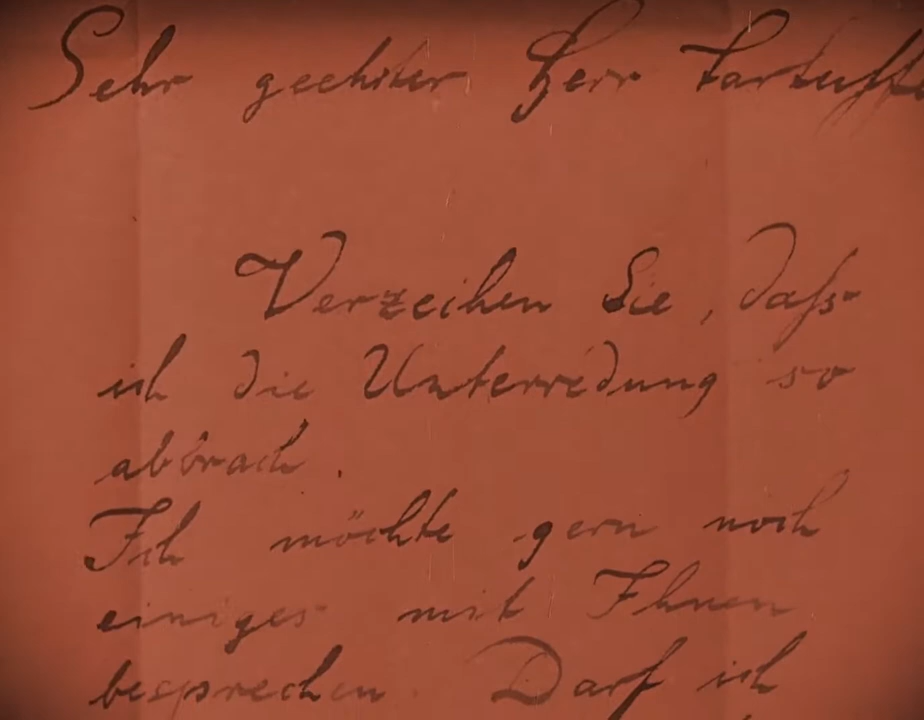 Sehr geehrter Herr Tartuffe
Verzeihen Sie, dass
ich die Unterredung so
abbrach.
Ich möchte gern noch
einiges mit Ihnen
besprechen. Darf ich